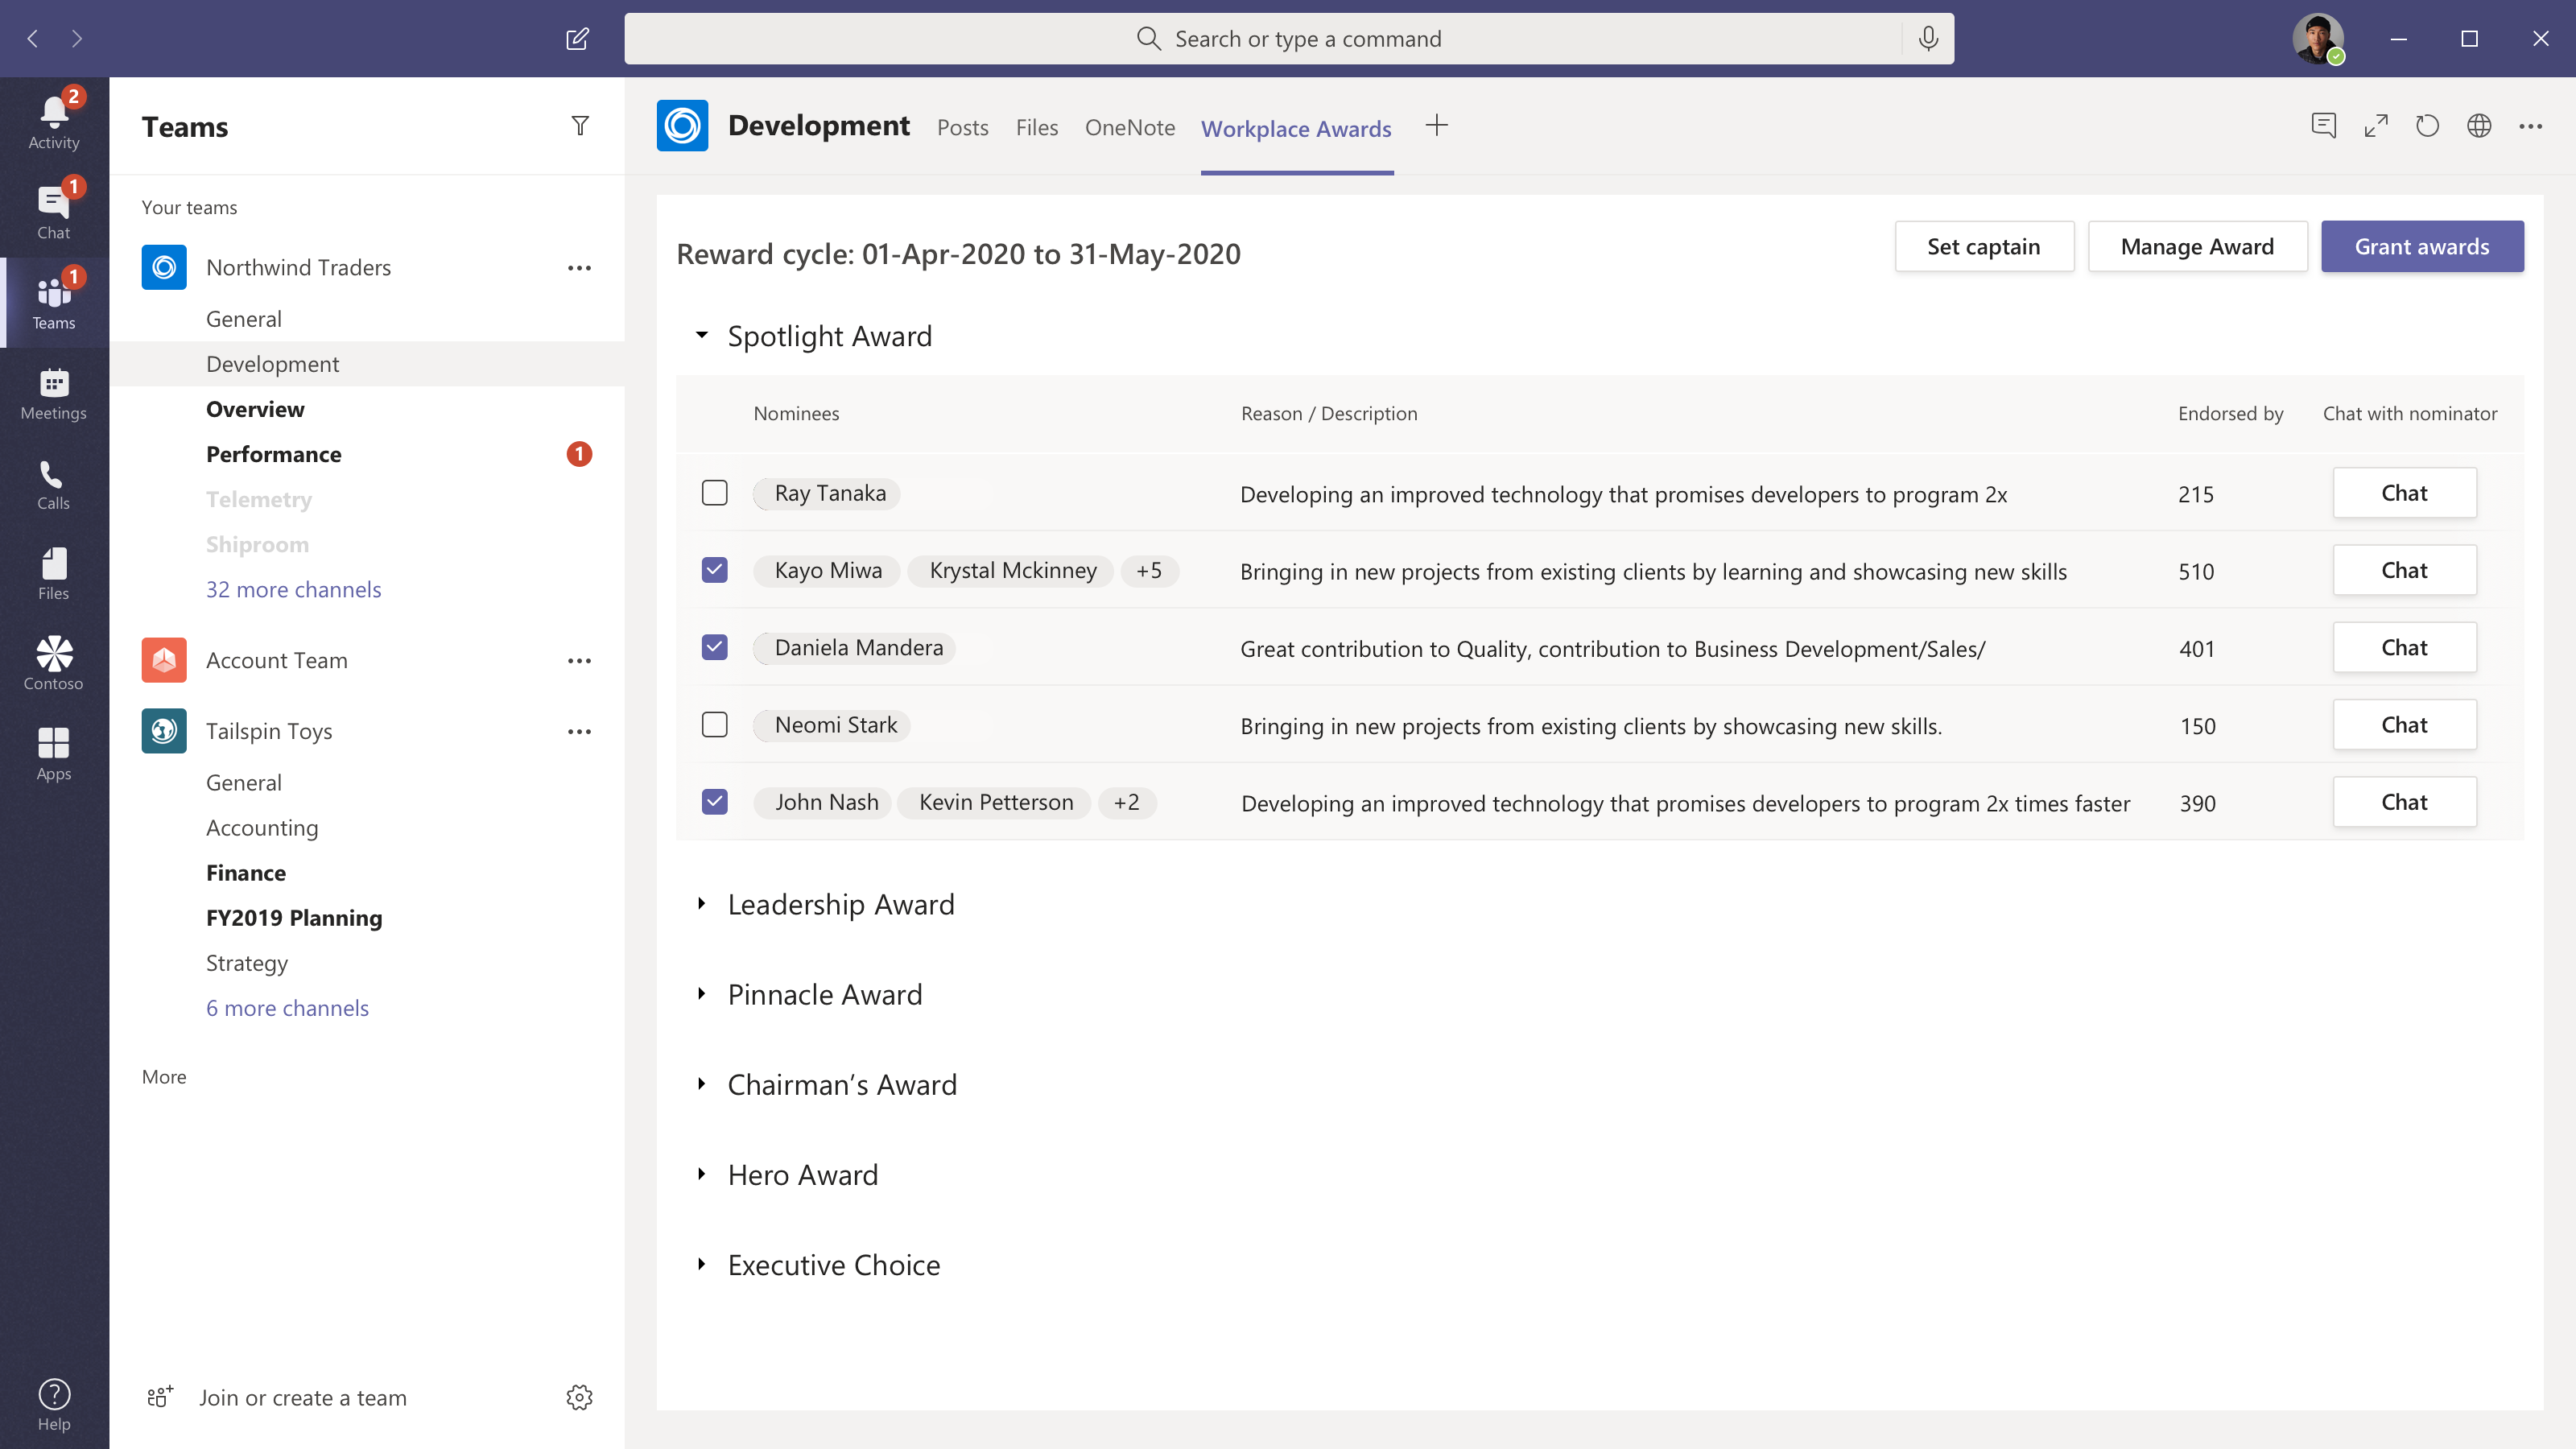 Search or type a command
2
Activity
1
Chat
1
Teams
Meetings
Calls
Files
Contoso
Apps
Help
Teams
Your teams
Northwind Traders
General
Development
Overview
Performance 1
Telemetry
Shiproom
32 more channels
Account Team
Tailspin Toys
General
Accounting
Finance
FY2019 Planning
Strategy
6 more channels
More
Join or create a team
Development Posts Files OneNote Workplace Awards
Reward cycle: 01-Apr-2020 to 31-May-2020 Set captain Manage Award Grant awards
Spotlight Award
Nominees Reason / Description Endorsed by Chat with nominator
Ray Tanaka Developing an improved technology that promises developers to program 2x 215 Chat
Kayo Miwa Krystal Mckinney +5 Bringing in new projects from existing clients by learning and showcasing new skills 510 Chat
Daniela Mandera Great contribution to Quality, contribution to Business Development/Sales/ 401 Chat
Neomi Stark Bringing in new projects from existing clients by showcasing new skills. 150 Chat
John Nash Kevin Petterson +2 Developing an improved technology that promises developers to program 2x times faster 390 Chat
Leadership Award
Pinnacle Award
Chairman’s Award
Hero Award
Executive Choice